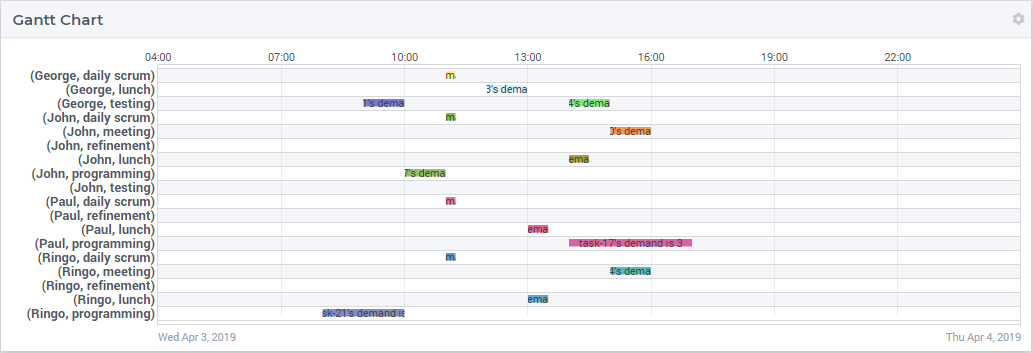 Gantt Chart
04:00 07:00 10:00 13:00 16:00 19:00 22:00
(George, daily scrum) m
(George, lunch) 3's dema
(George, testing) 1's dema 4's dema
(John, daily scrum) m
(John, meeting) 0's dema
(John, refinement)
(John, lunch) ema
(John, programming) 7's dema
(John, testing)
(Paul, daily scrum) m
(Paul, refinement)
(Paul, lunch) ema
(Paul, programming) task-17's demand is 3
(Ringo, daily scrum) m
(Ringo, meeting) 4's dema
(Ringo, refinement)
(Ringo, lunch) ema
(Ringo, programming) sk-21's demand is
Wed Apr 3, 2019 Thu Apr 4, 2019